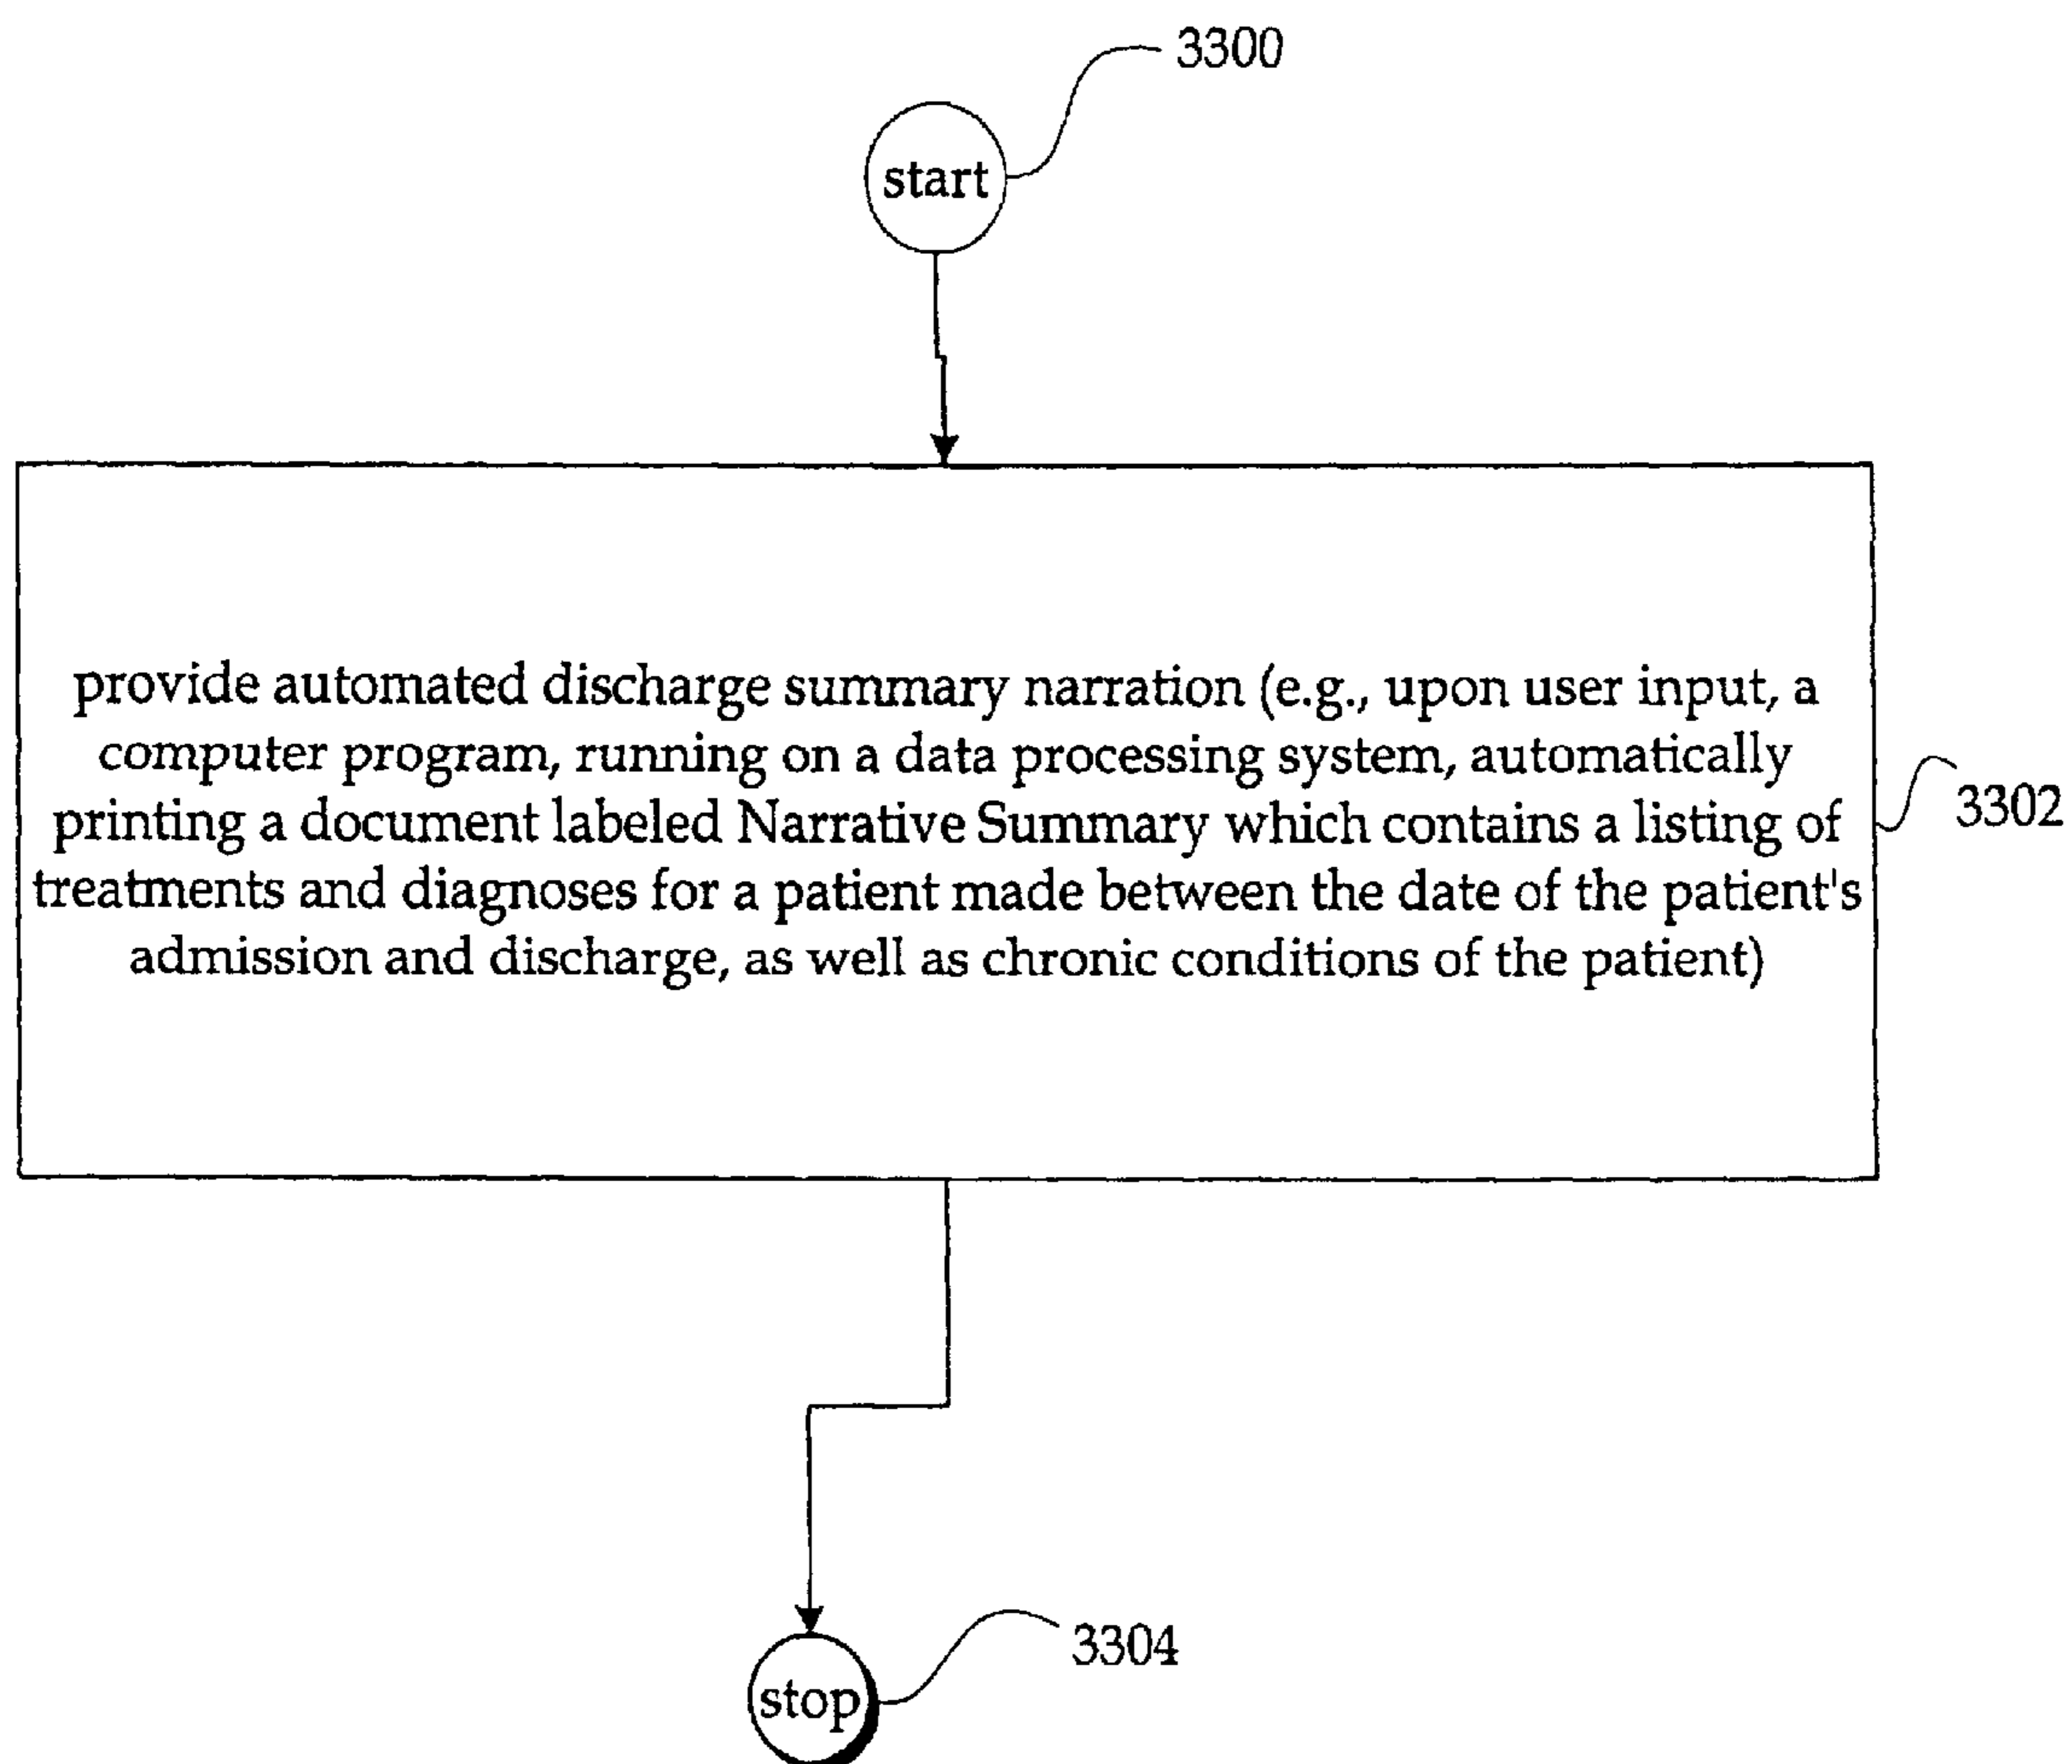 3300
start
provide automated discharge summary narration (e.g., upon user input, a
computer program, running on a data processing system, automatically
printing a document labeled Narrative Summary which contains a listing of
treatments and diagnoses for a patient made between the date of the patient's
admission and discharge, as well as chronic conditions of the patient)
3302
3304
stop